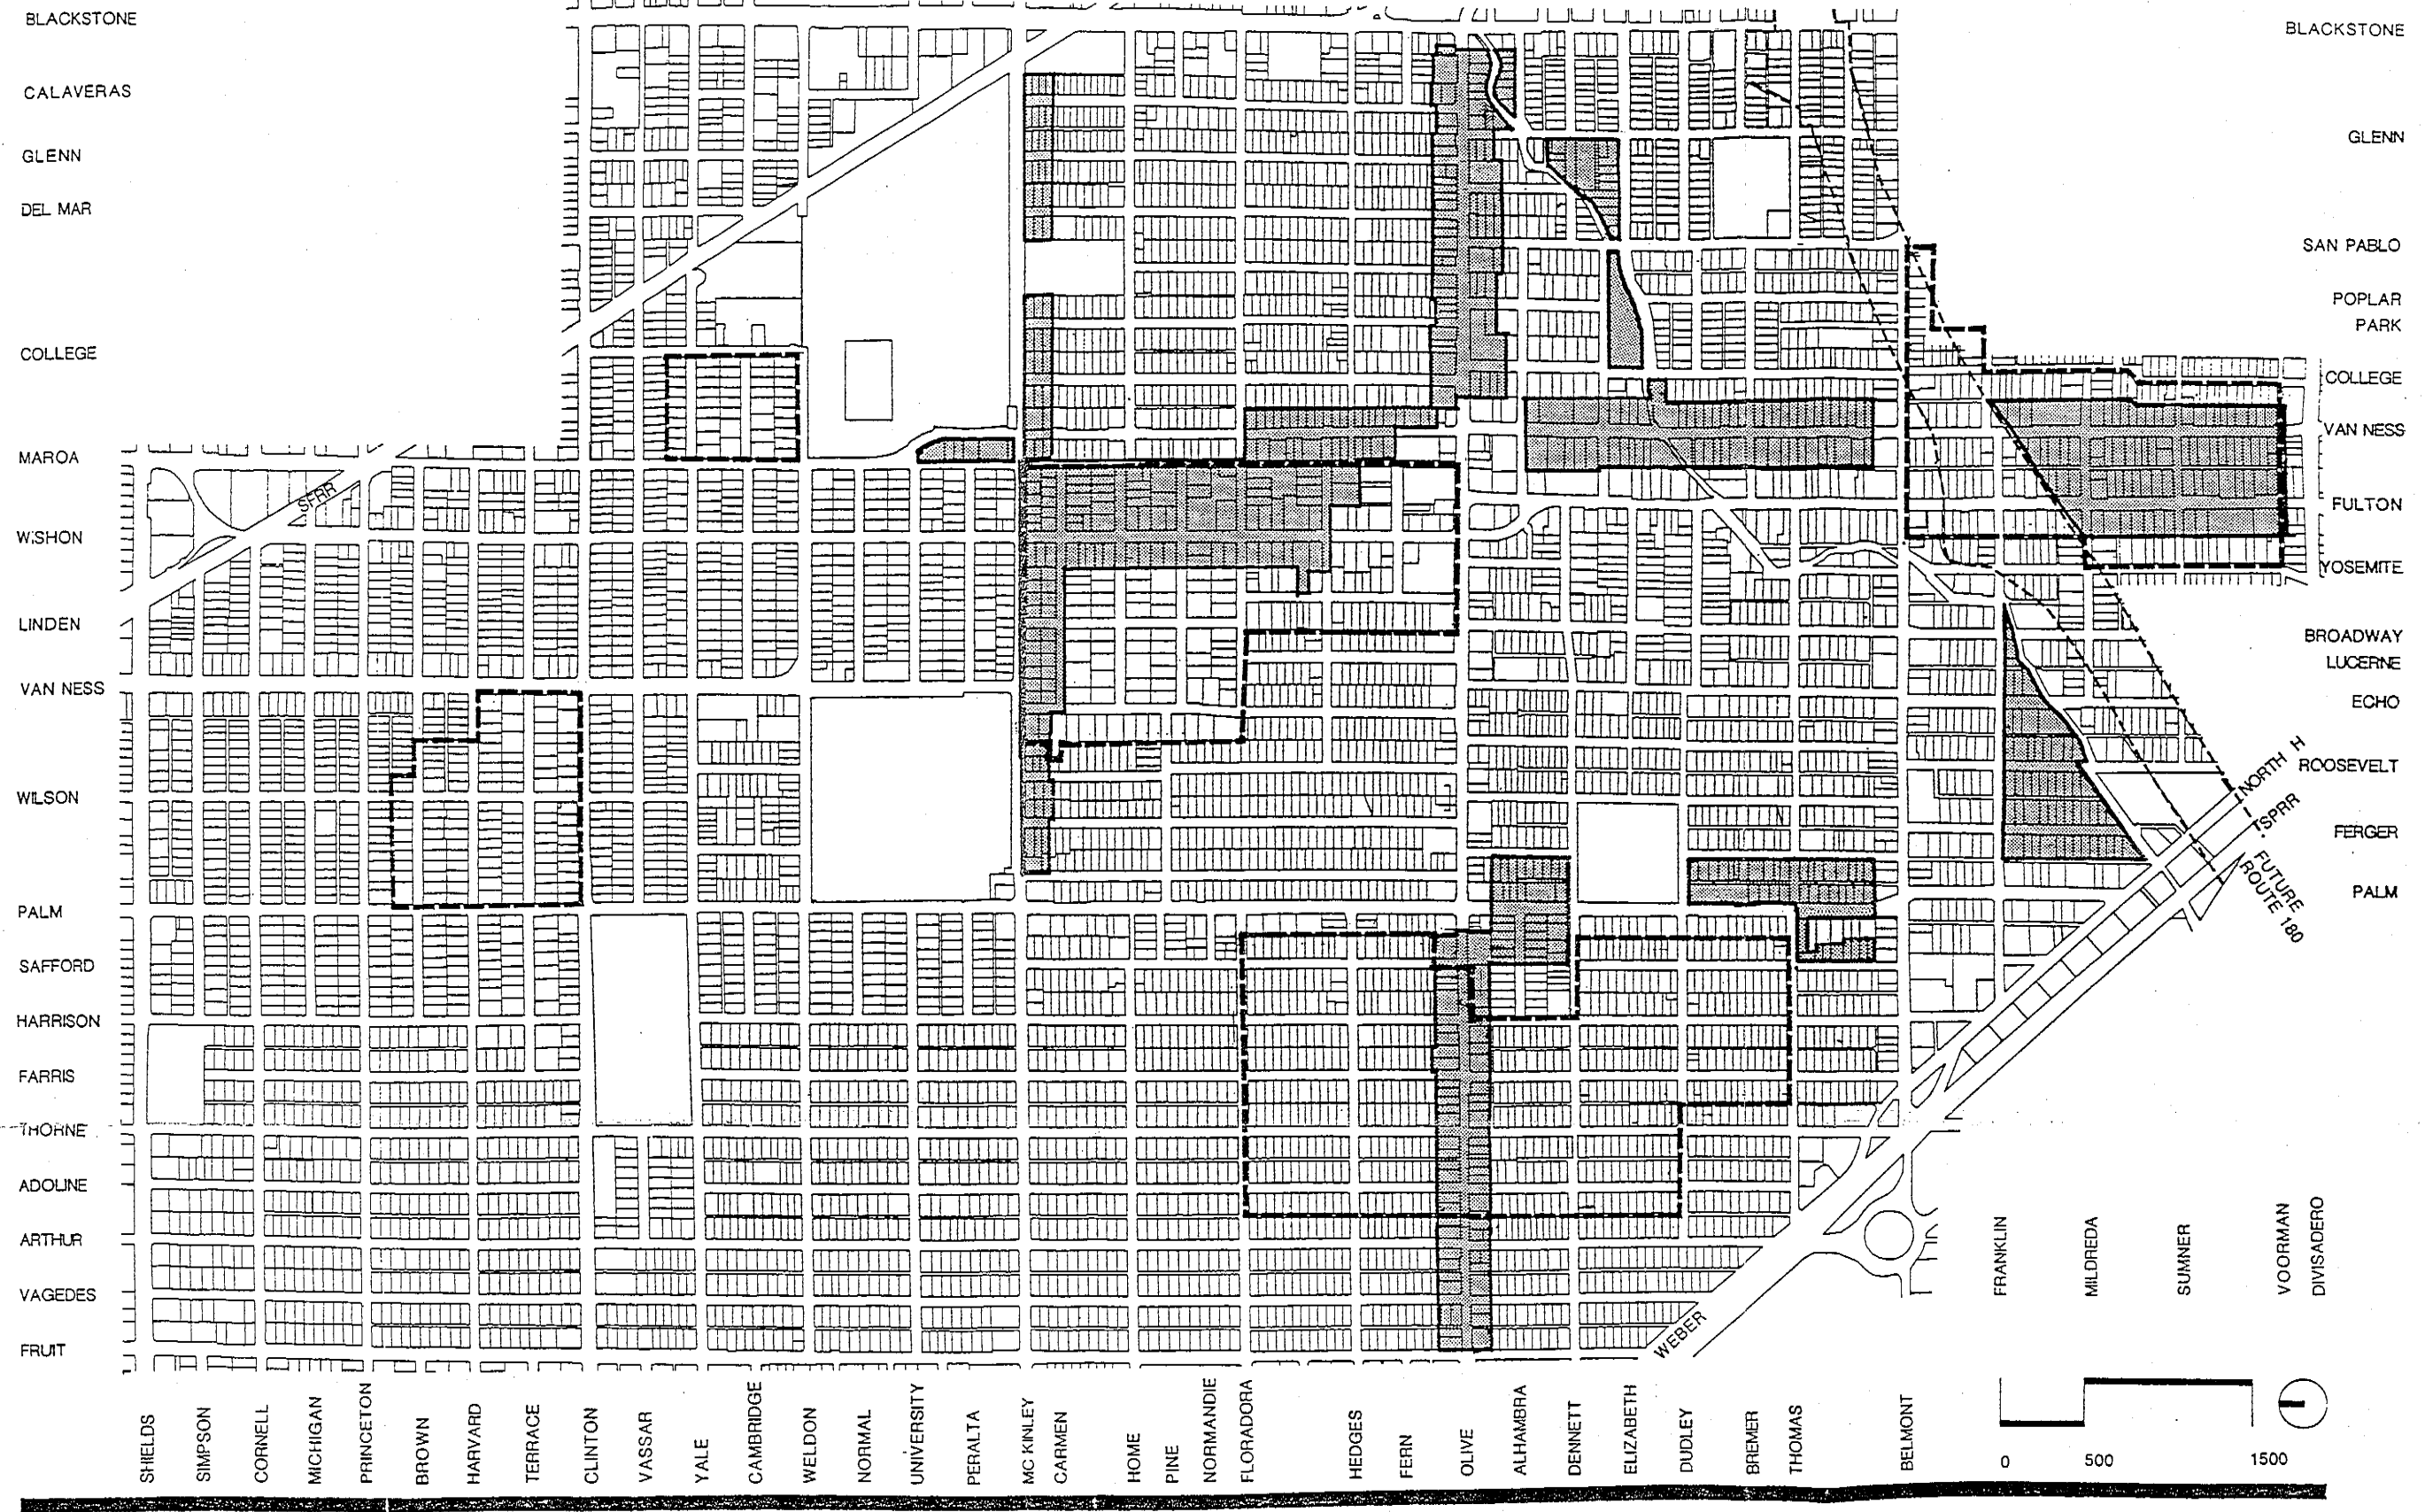 BLACKSTONE
CALAVERAS
GLENN
DEL MAR
COLLEGE
MAROA
WISHON
LINDEN
VAN NESS
WILSON
PALM
SAFFORD
HARRISON
FARRIS
THORNE
ADOLINE
ARTHUR
VAGEDES
FRUIT
SFRR
BLACKSTONE
GLENN
SAN PABLO
POPLAR
PARK
COLLEGE
VAN NESS
FULTON
YOSEMITE
BROADWAY
LUCERNE
ECHO
ROOSEVELT
FERGER
PALM
NORTH H
SPRR
FUTURE
ROUTE 180
WEBER
FRANKLIN
MILDREDA
SUMNER
VOORMAN
DIVISADERO
SHIELDS
SIMPSON
CORNELL
MICHIGAN
PRINCETON
BROWN
HARVARD
TERRACE
CLINTON
VASSAR
YALE
CAMBRIDGE
WELDON
NORMAL
UNIVERSITY
PERALTA
MC KINLEY
CARMEN
HOME
PINE
NORMANDIE
FLORADORA
HEDGES
FERN
OLIVE
ALHAMBRA
DENNETT
ELIZABETH
DUDLEY
BREMER
THOMAS
BELMONT
0 500 1500